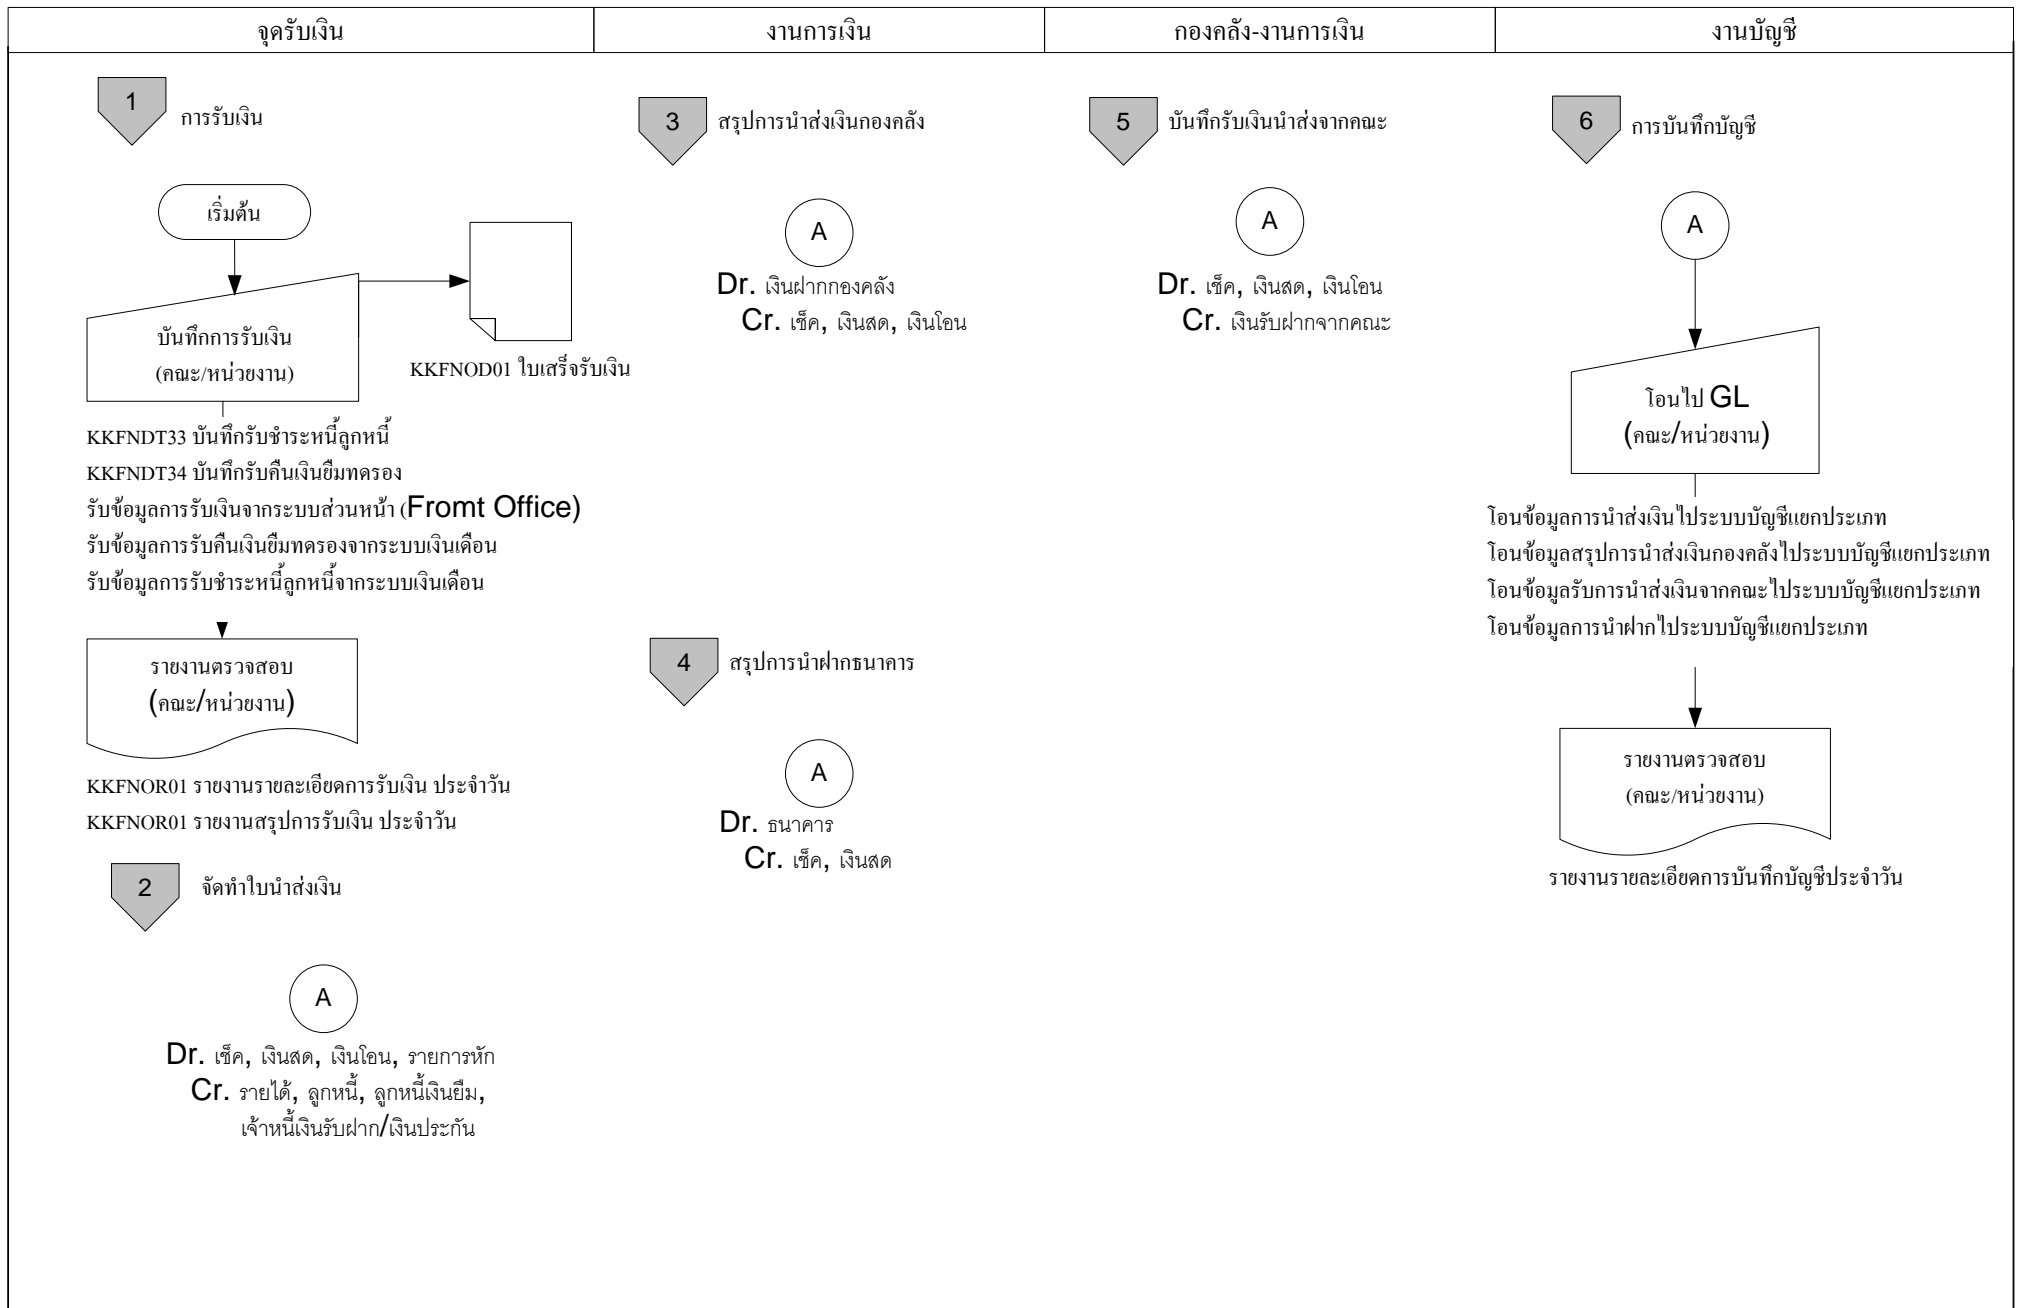 จุดรับเงิน
งานการเงิน
กองคลัง-งานการเงิน
งานบัญชี
1
การรับเงิน
เริ่มต้น
บันทึกการรับเงิน
(คณะ/หน่วยงาน)
KKFNOD01 ใบเสร็จรับเงิน
KKFNDT33 บันทึกรับชำระหนี้ลูกหนี้
KKFNDT34 บันทึกรับคืนเงินยืมทดรอง
รับข้อมูลการรับเงินจากระบบส่วนหน้า (Fromt Office)
รับข้อมูลการรับคืนเงินยืมทดรองจากระบบเงินเดือน
รับข้อมูลการรับชำระหนี้ลูกหนี้จากระบบเงินเดือน
รายงานตรวจสอบ
(คณะ/หน่วยงาน)
KKFNOR01 รายงานรายละเอียดการรับเงิน ประจำวัน
KKFNOR01 รายงานสรุปการรับเงิน ประจำวัน
2
จัดทำใบนำส่งเงิน
A
Dr. เช็ค, เงินสด, เงินโอน, รายการหัก
Cr. รายได้, ลูกหนี้, ลูกหนี้เงินยืม,
เจ้าหนี้เงินรับฝาก/เงินประกัน
3
สรุปการนำส่งเงินกองคลัง
A
Dr. เงินฝากกองคลัง
Cr. เช็ค, เงินสด, เงินโอน
4
สรุปการนำฝากธนาคาร
A
Dr. ธนาคาร
Cr. เช็ค, เงินสด
5
บันทึกรับเงินนำส่งจากคณะ
A
Dr. เช็ค, เงินสด, เงินโอน
Cr. เงินรับฝากจากคณะ
6
การบันทึกบัญชี
A
โอนไป GL
(คณะ/หน่วยงาน)
โอนข้อมูลการนำส่งเงินไประบบบัญชีแยกประเภท
โอนข้อมูลสรุปการนำส่งเงินกองคลังไประบบบัญชีแยกประเภท
โอนข้อมูลรับการนำส่งเงินจากคณะไประบบบัญชีแยกประเภท
โอนข้อมูลการนำฝากไประบบบัญชีแยกประเภท
รายงานตรวจสอบ
(คณะ/หน่วยงาน)
รายงานรายละเอียดการบันทึกบัญชีประจำวัน